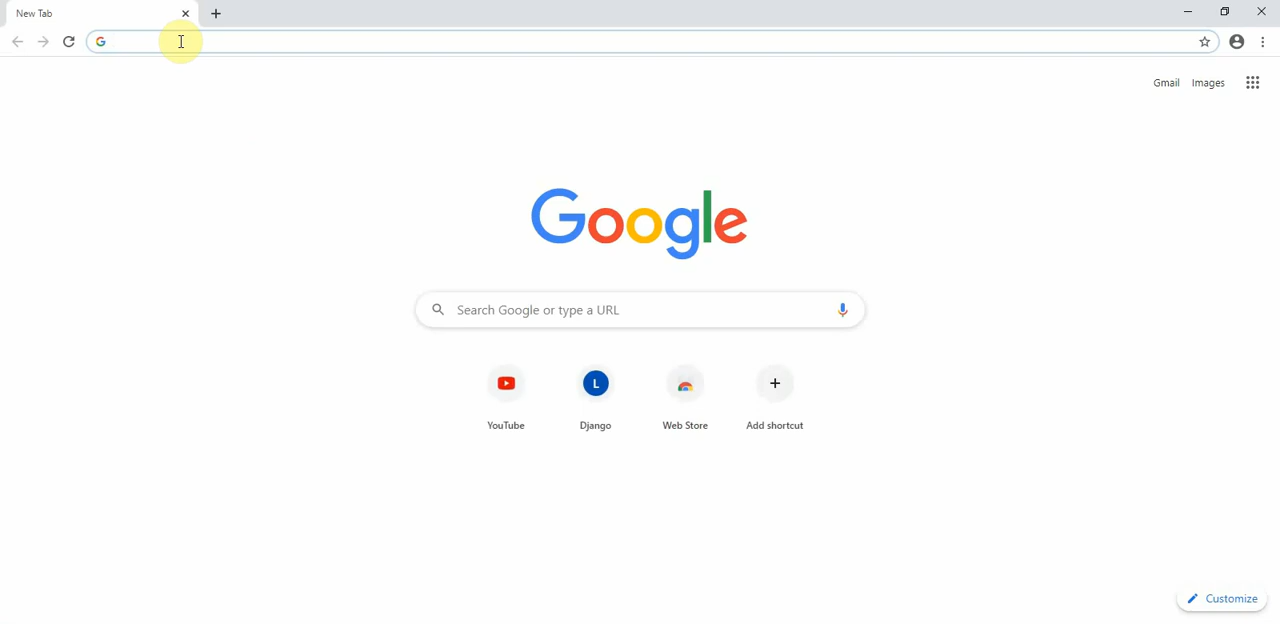 New Tab
Gmail Images
Google
Search Google or type a URL
L
YouTube Django Web Store Add shortcut
Customize